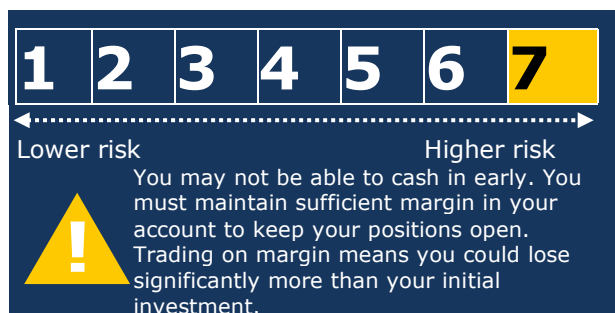 1 2 3 4 5 6 7
Lower risk Higher risk
You may not be able to cash in early. You
must maintain sufficient margin in your
account to keep your positions open.
Trading on margin means you could lose
! significantly more than your initial
investment.